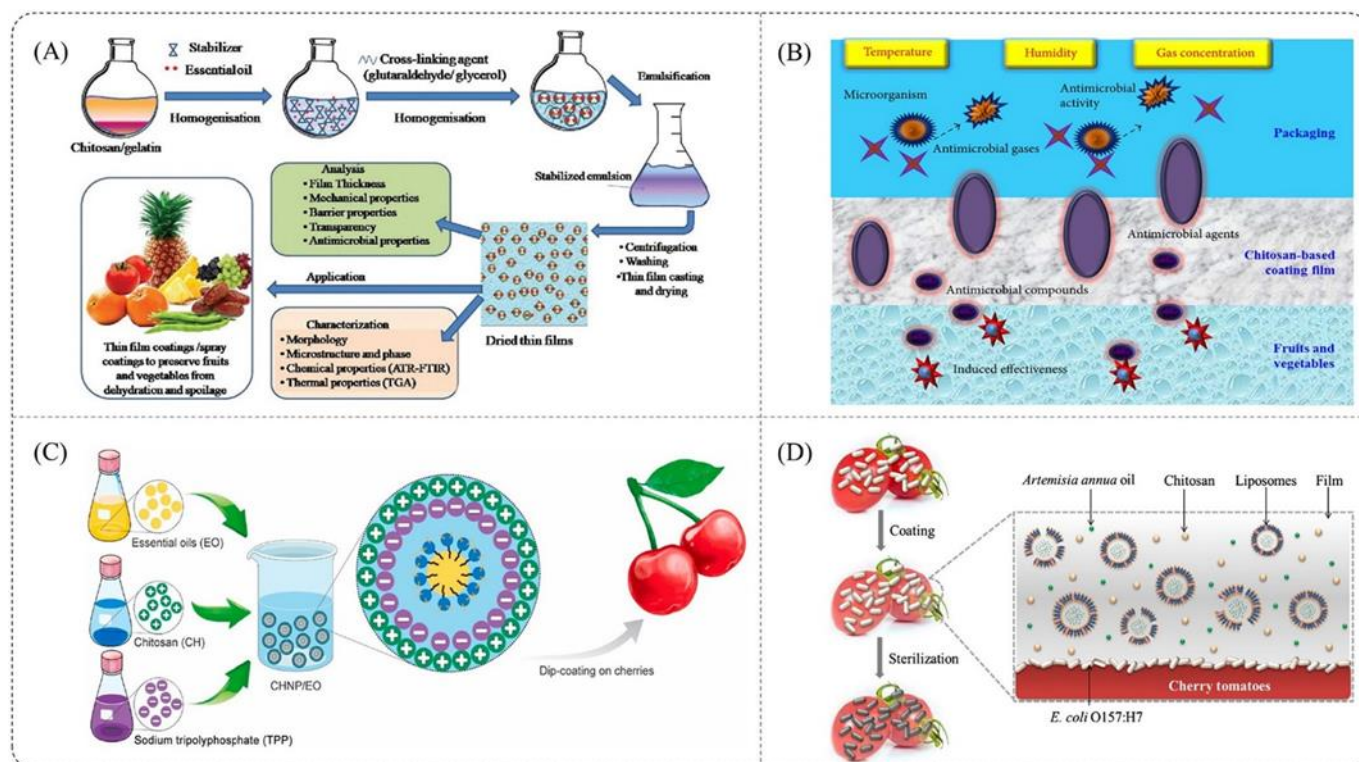 (A)
Stabilizer
Essential oil
Homogenisation
Chitosan/gelatin
Cross-linking agent
(glutaraldehyde/ glycerol)
Homogenisation
Emulsification
Stabilized emulsion
• Centrifugation
• Washing
•Thin film casting
and drying
Dried thin films
Analysis
• Film Thickness
• Mechanical properties
• Barrier properties
• Transparency
• Antimicrobial properties
Application
Characterization
• Morphology
• Microstructure and phase
• Chemical properties (ATR-FTIR)
• Thermal properties (TGA)
Thin film coatings /spray
coatings to preserve fruits
and vegetables from
dehydration and spoilage
(B)
Temperature
Humidity
Gas concentration
Microorganism
Antimicrobial
activity
Antimicrobial gases
Packaging
Antimicrobial agents
Chitosan-based
coating film
Antimicrobial compounds
Fruits and
vegetables
Induced effectiveness
(C)
Essential oils (EO)
Chitosan (CH)
Sodium tripolyphosphate (TPP)
CHNP/EO
Dip-coating on cherries
(D)
Coating
Sterilization
Artemisia annua oil
Chitosan
Liposomes
Film
Cherry tomatoes
E. coli O157:H7